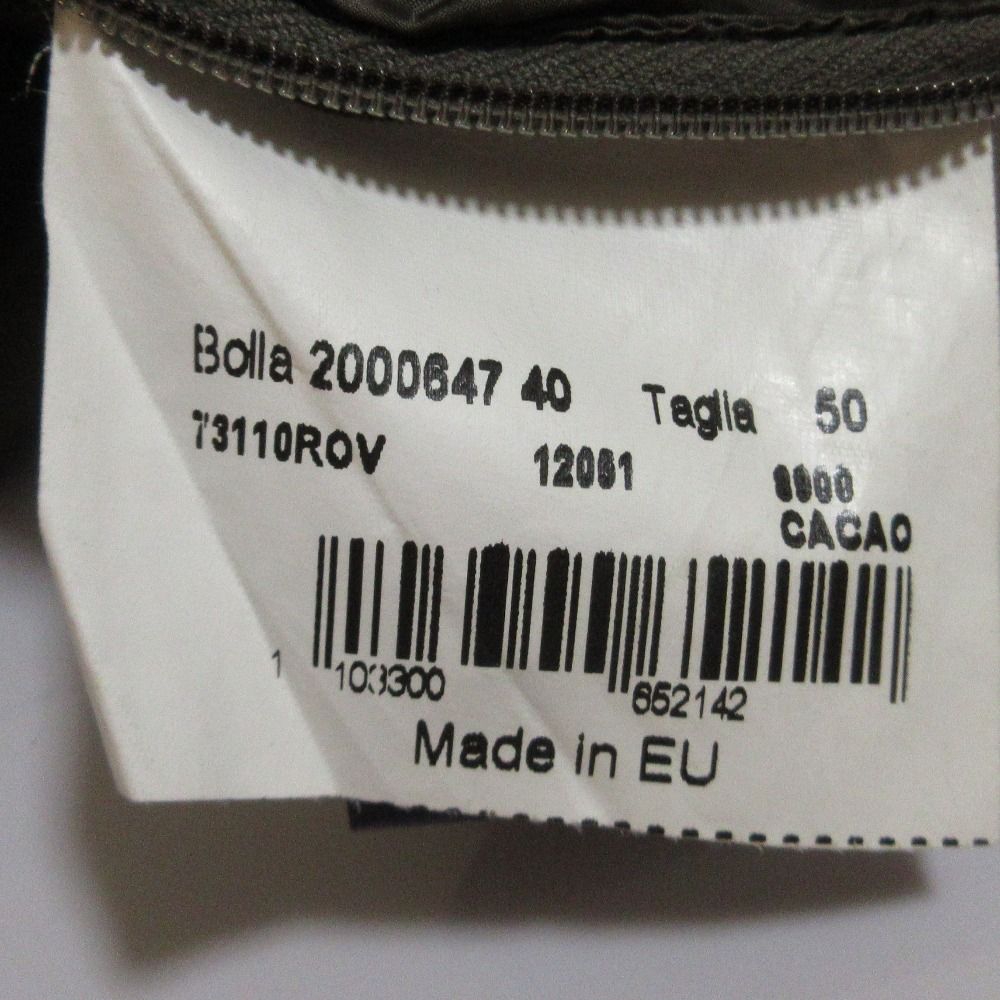 Bolla 2000647 40 Taglia 50
73110ROV 12061 8900
CACAO
1 103300 652142
Made in EU